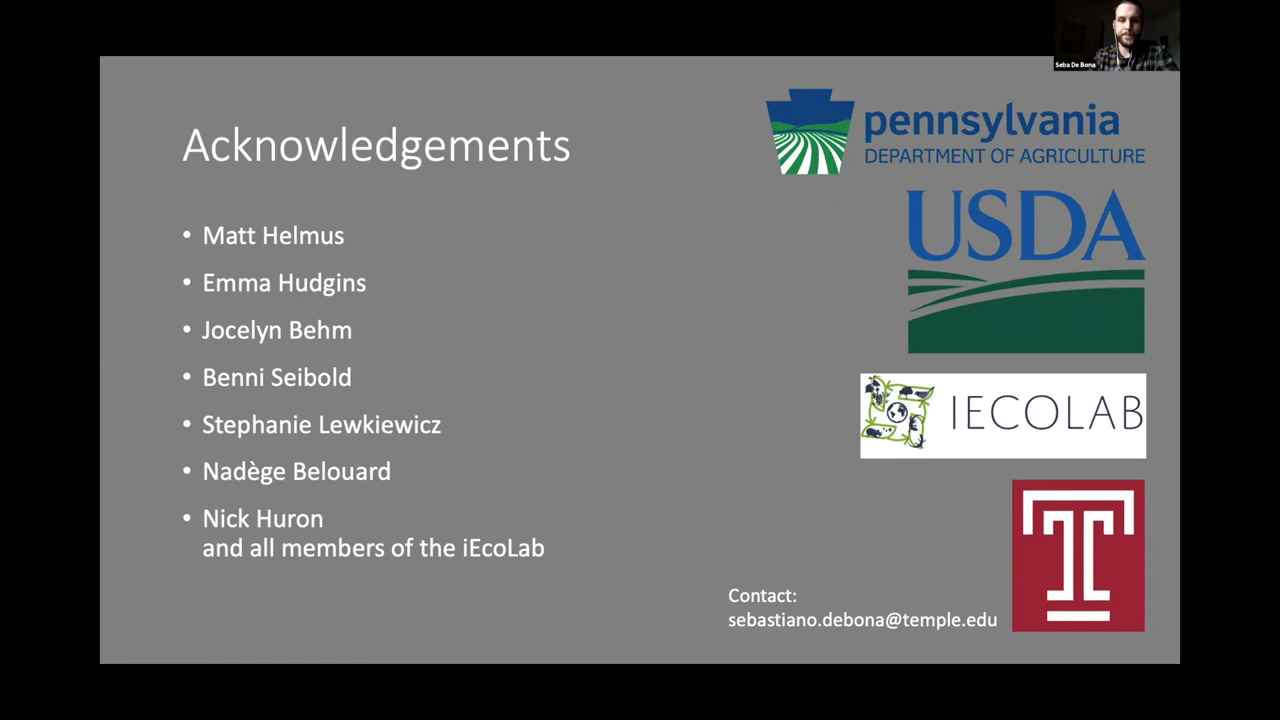 Seba De Bona
Acknowledgements
• Matt Helmus
• Emma Hudgins
• Jocelyn Behm
• Benni Seibold
• Stephanie Lewkiewicz
• Nadège Belouard
• Nick Huron
and all members of the iEcoLab
pennsylvania
DEPARTMENT OF AGRICULTURE
USDA
IECOLAB
T
Contact:
sebastiano.debona@temple.edu